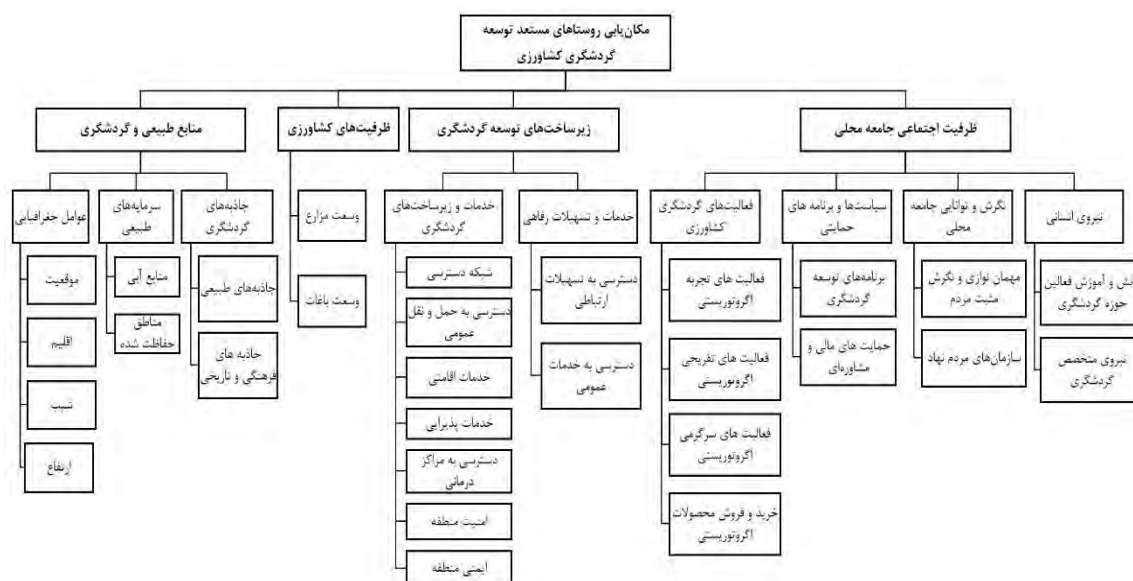 مکان‌یابی روستاهای مستعد توسعه
گردشگری کشاورزی
ظرفیت اجتماعی جامعه محلی
زیرساخت‌های توسعه گردشگری
ظرفیت‌های کشاورزی
منابع طبیعی و گردشگری
نیروی انسانی
نگرش و توانایی جامعه
محلی
سیاست‌ها و برنامه های
حمایتی
فعالیت‌های گردشگری
کشاورزی
خدمات و تسهیلات رفاهی
خدمات و زیرساخت‌های
گردشگری
وسعت مزارع
وسعت باغات
جاذبه‌های
گردشگری
سرمایه‌های
طبیعی
عوامل جغرافیایی
و آموزش فعالین
حوزه گردشگری
نیروی متخصص
گردشگری
مهمان نوازی و نگرش
مثبت مردم
سازمان‌های مردم نهاد
برنامه‌های توسعه
گردشگری
حمایت های مالی و
مشاوره‌ای
فعالیت های تجربه
اگروتوریستی
فعالیت های تفریحی
اگروتوریستی
فعالیت های سرگرمی
اگروتوریستی
خرید و فروش محصولات
اگروتوریستی
دسترسی به تسهیلات
ارتباطی
دسترسی به خدمات
عمومی
شبکه دسترسی
دسترسی به حمل و نقل
عمومی
خدمات اقامتی
خدمات پذیرایی
دسترسی به مراکز
درمانی
امنیت منطقه
ایمنی منطقه
جاذبه‌های طبیعی
جاذبه های
فرهنگی و تاریخی
منابع آبی
مناطق
حفاظت شده
موقعیت
اقلیم
شیب
ارتفاع